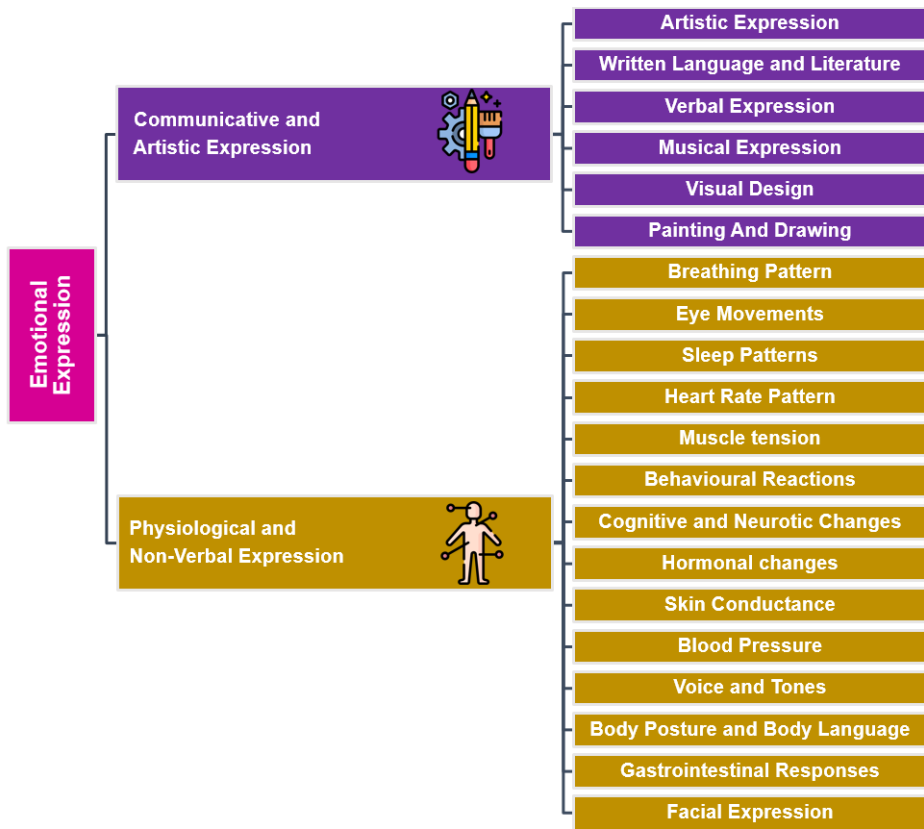 Emotional
Expression
Communicative and
Artistic Expression
Artistic Expression
Written Language and Literature
Verbal Expression
Musical Expression
Visual Design
Painting And Drawing
Physiological and
Non-Verbal Expression
Breathing Pattern
Eye Movements
Sleep Patterns
Heart Rate Pattern
Muscle tension
Behavioural Reactions
Cognitive and Neurotic Changes
Hormonal changes
Skin Conductance
Blood Pressure
Voice and Tones
Body Posture and Body Language
Gastrointestinal Responses
Facial Expression